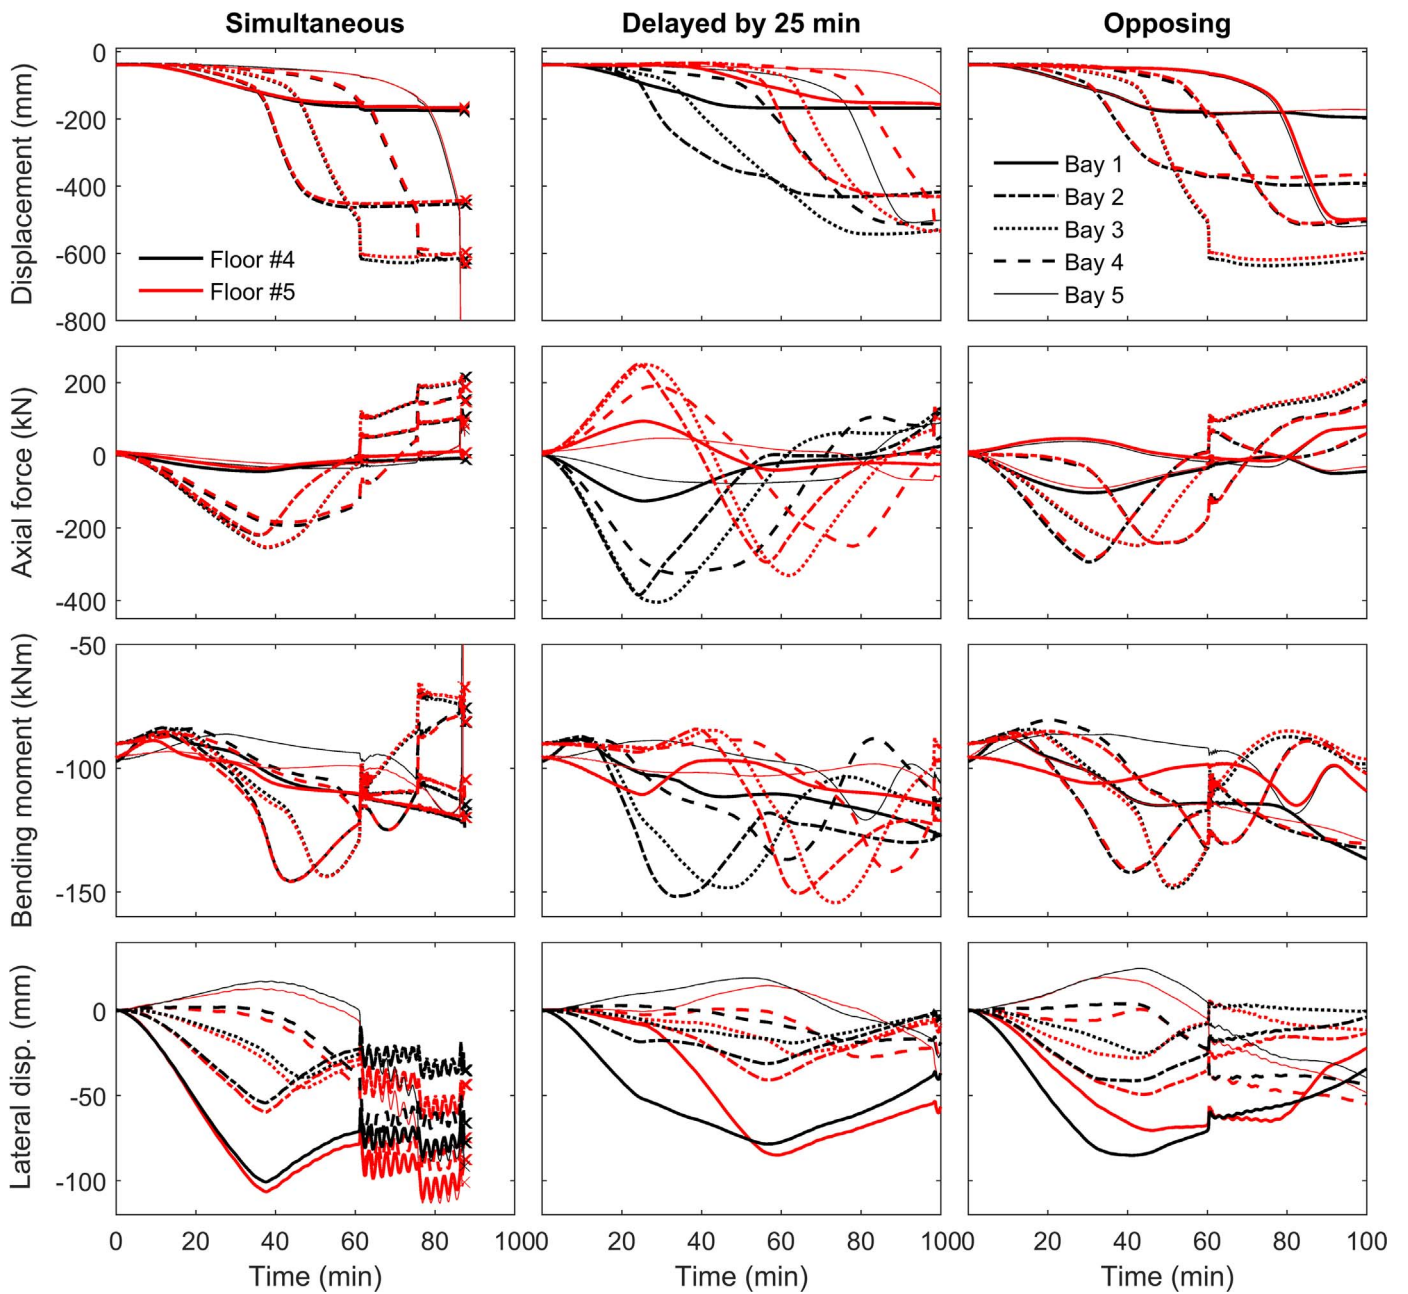 Simultaneous Delayed by 25 min Opposing
Displacement (mm)
0
-200
-400
-600
-800
Floor #4
Floor #5
Bay 1
Bay 2
Bay 3
Bay 4
Bay 5
Axial force (kN)
200
0
-200
-400
Bending moment (kNm)
-50
-100
-150
Lateral disp. (mm)
0
-50
-100
0 20 40 60 80 100
0 20 40 60 80 100
20 40 60 80 100
Time (min) Time (min) Time (min)